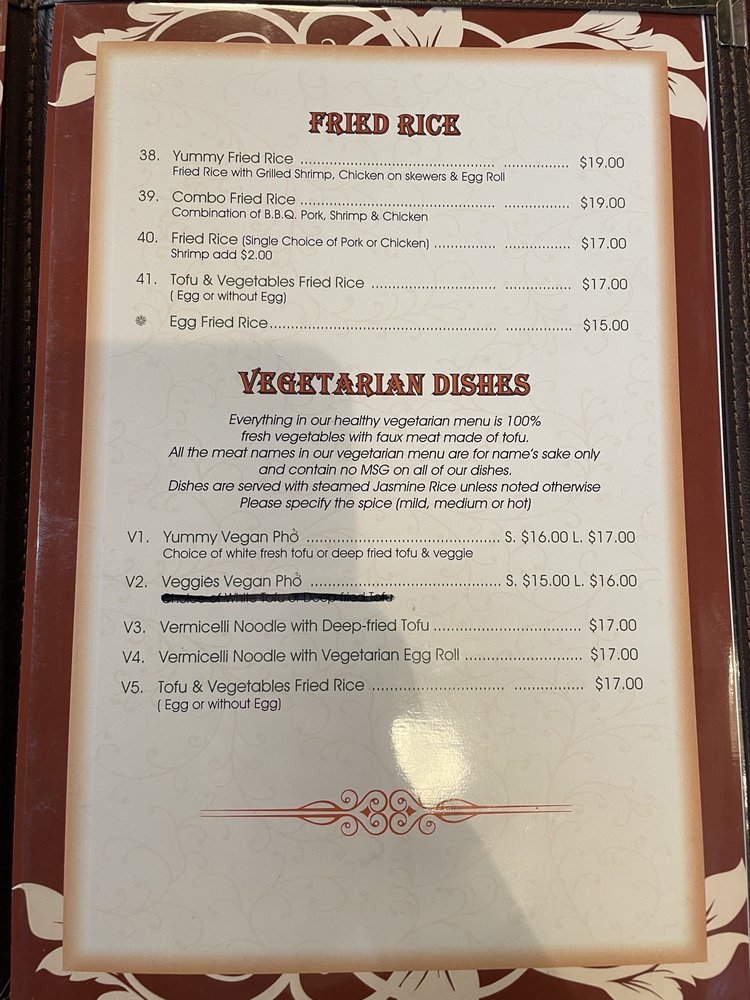 FRIED RICE
38. Yummy Fried Rice ................................................ ................ $19.00
Fried Rice with Grilled Shrimp, Chicken on skewers & Egg Roll
39. Combo Fried Rice ................................................ ................ $19.00
Combination of B.B.Q. Pork, Shrimp & Chicken
40. Fried Rice (Single Choice of Pork or Chicken) ............... ................ $17.00
Shrimp add $2.00
41. Tofu & Vegetables Fried Rice .............................. ................ $17.00
( Egg or without Egg)
Egg Fried Rice...................................................... ................ $15.00
VEGETARIAN DISHES
Everything in our healthy vegetarian menu is 100%
fresh vegetables with faux meat made of tofu.
All the meat names in our vegetarian menu are for name's sake only
and contain no MSG on all of our dishes.
Dishes are served with steamed Jasmine Rice unless noted otherwise
Please specify the spice (mild, medium or hot)
V1. Yummy Vegan Phở ............................................. S. $16.00 L. $17.00
Choice of white fresh tofu or deep fried tofu & veggie
V2. Veggies Vegan Phở ............................................. S. $15.00 L. $16.00
Choice of White Tofu or Deep-fried Tofu
V3. Vermicelli Noodle with Deep-fried Tofu ................................... $17.00
V4. Vermicelli Noodle with Vegetarian Egg Roll ........................... $17.00
V5. Tofu & Vegetables Fried Rice ............................... ................ $17.00
( Egg or without Egg)